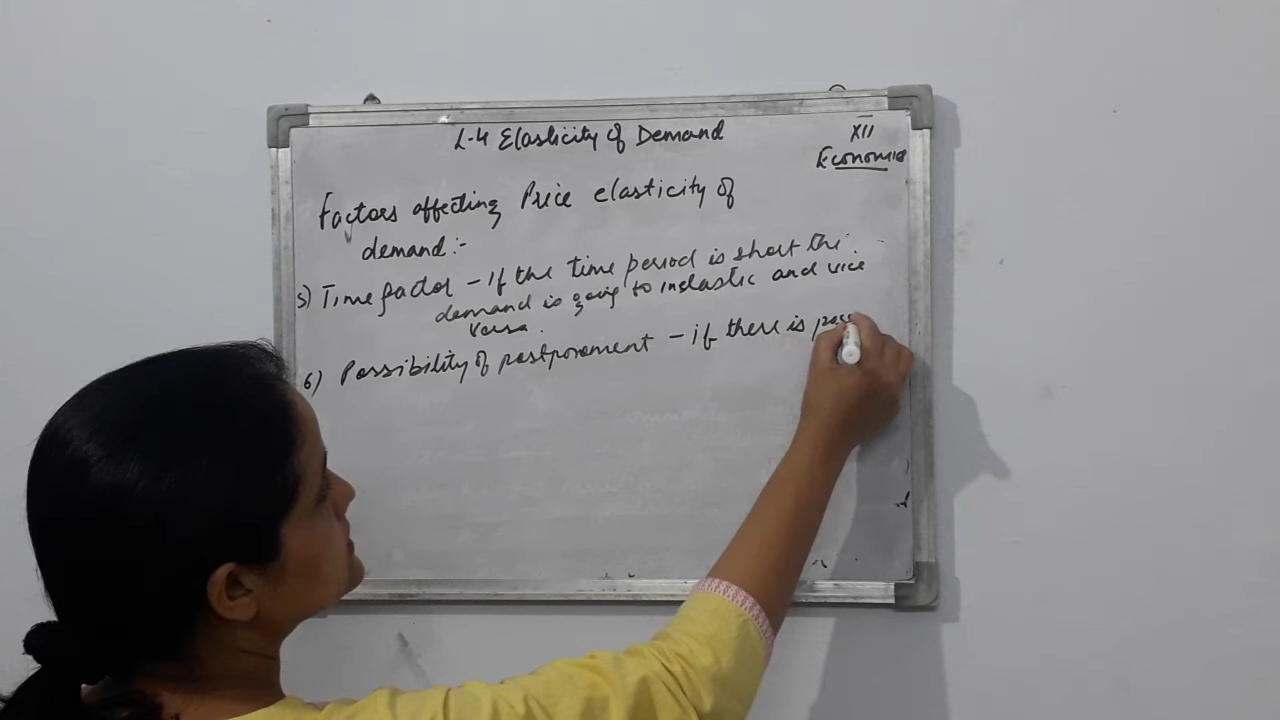 L-4 Elasticity of Demand
XII
Economics
Factors affecting Price elasticity of
demand:-
5) Time factor - if the time period is short the
demand is going to inelastic and vice
versa.
6) Possibility of postponement - if there is poss